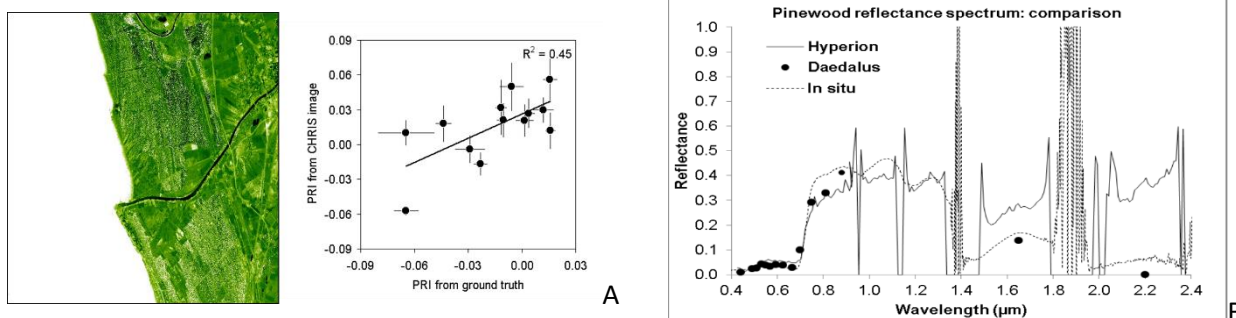 0.09
0.06
0.03
0.00
-0.03
-0.06
-0.09
PRI from CHRIS image
R² = 0.45
-0.09 -0.06 -0.03 0.00 0.03
PRI from ground truth
A
Pinewood reflectance spectrum: comparison
Hyperion
Daedalus
In situ
1.0
0.9
0.8
0.7
0.6
0.5
0.4
0.3
0.2
0.1
0.0
Reflectance
0.4 0.6 0.8 1.0 1.2 1.4 1.6 1.8 2.0 2.2 2.4
Wavelength (µm)